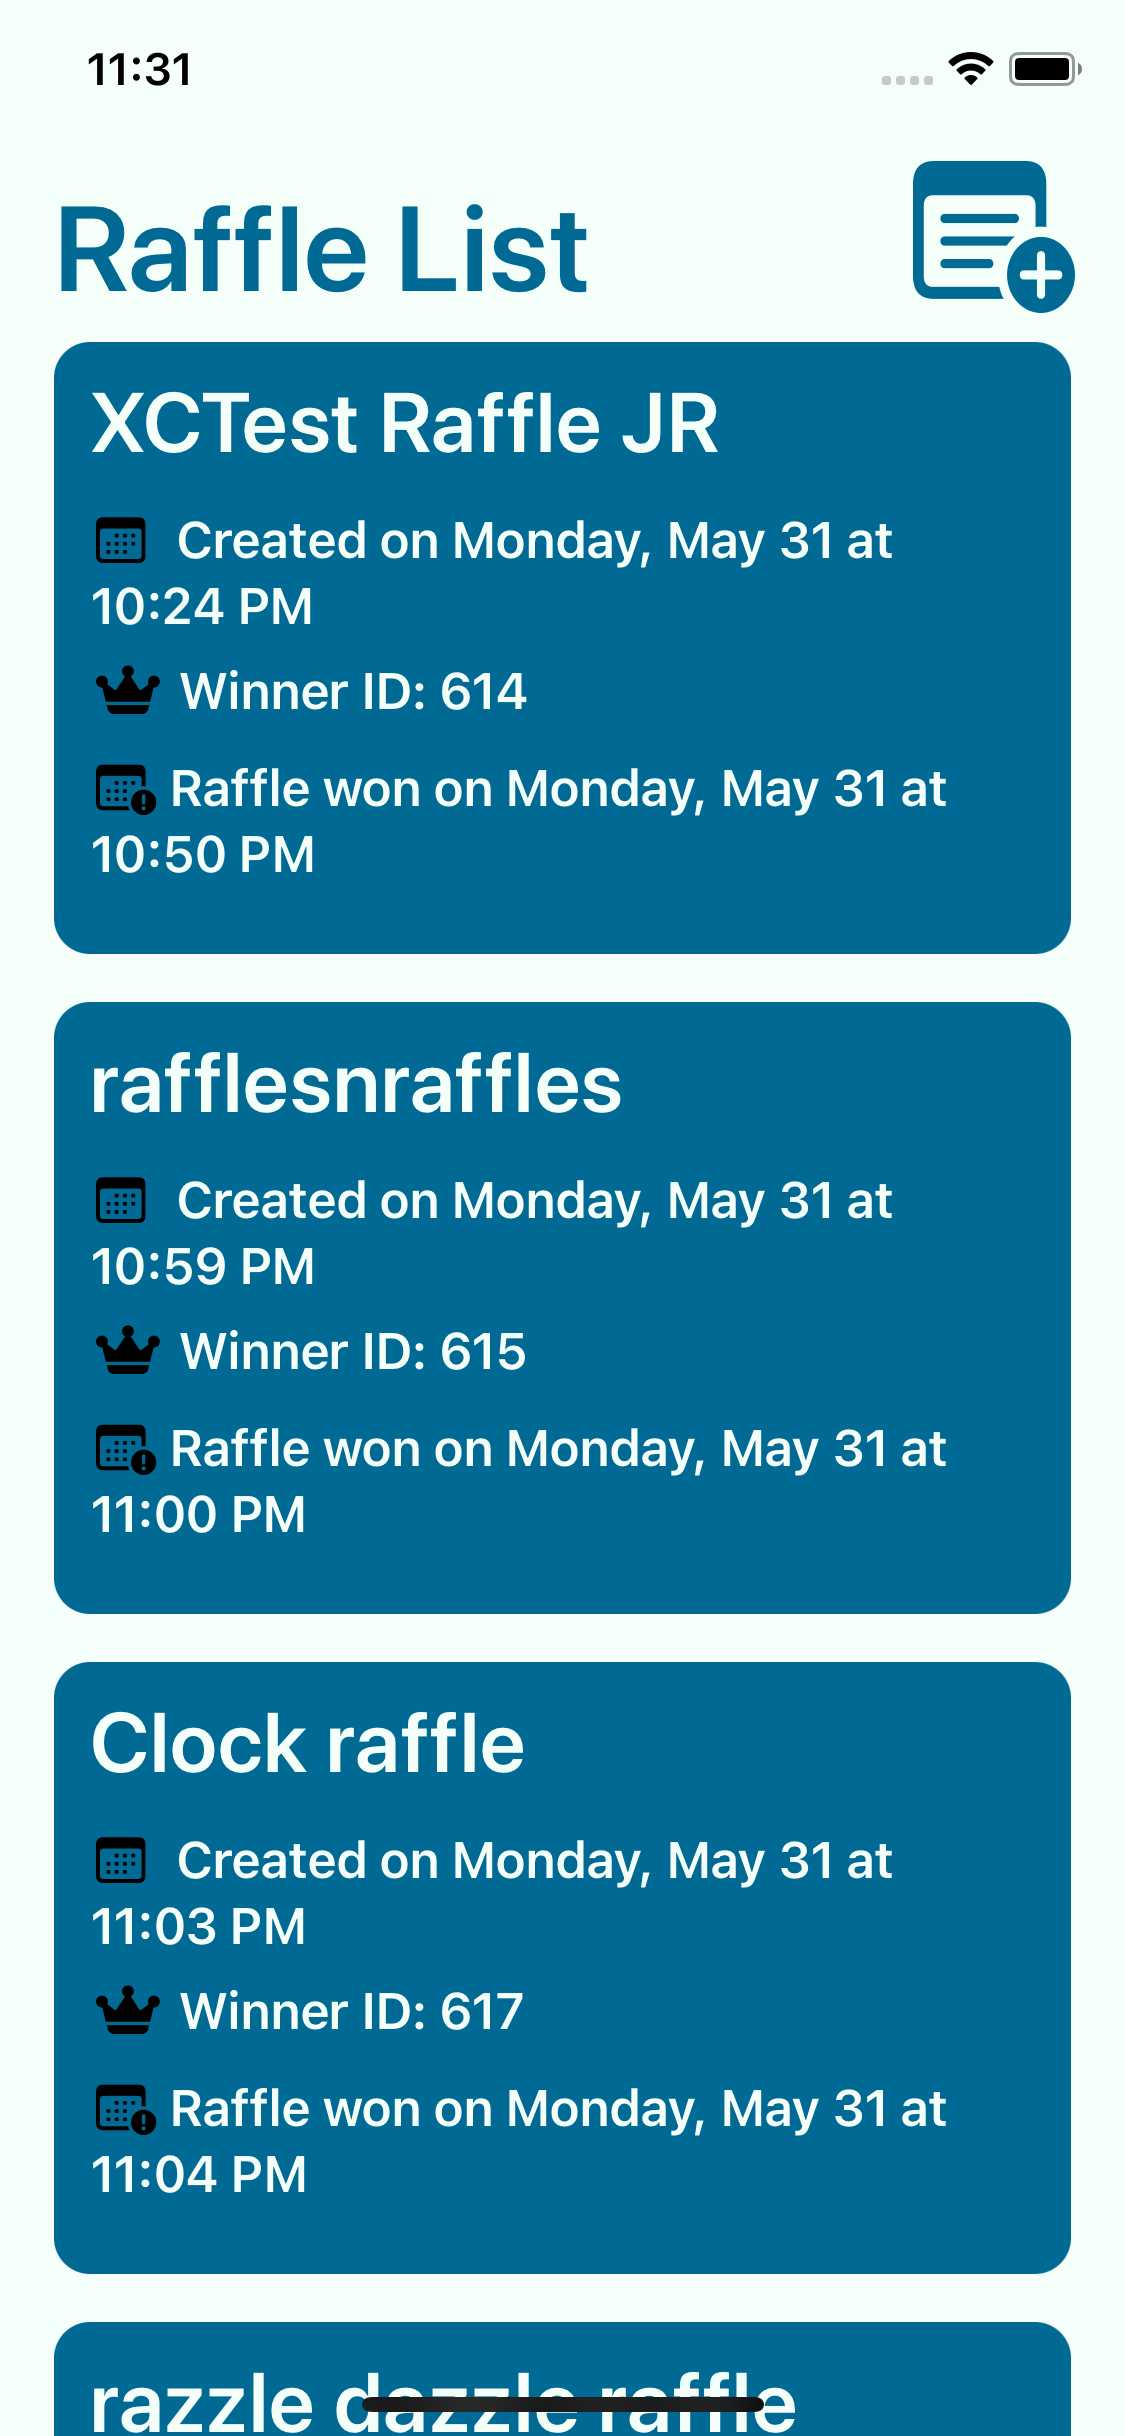 11:31
Raffle List
XCTest Raffle JR
Created on Monday, May 31 at
10:24 PM
Winner ID: 614
Raffle won on Monday, May 31 at
10:50 PM
rafflesnraffles
Created on Monday, May 31 at
10:59 PM
Winner ID: 615
Raffle won on Monday, May 31 at
11:00 PM
Clock raffle
Created on Monday, May 31 at
11:03 PM
Winner ID: 617
Raffle won on Monday, May 31 at
11:04 PM
razzle dazzle raffle